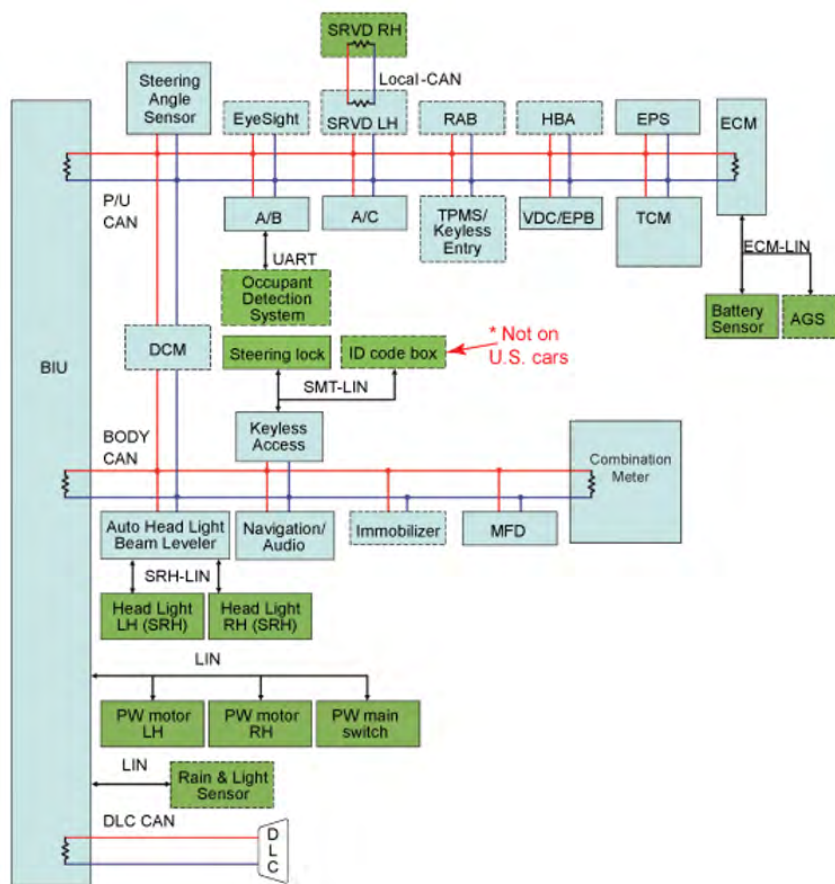 SRVD RH
Local-CAN
Steering
Angle
Sensor
EyeSight
SRVD LH
RAB
HBA
EPS
ECM
P/U
CAN
A/B
A/C
TPMS/
Keyless
Entry
VDC/EPB
TCM
UART
ECM-LIN
Occupant
Detection
System
Battery
Sensor
AGS
BIU
DCM
Steering lock
ID code box
* Not on
U.S. cars
SMT-LIN
BODY
CAN
Keyless
Access
Combination
Meter
Auto Head Light
Beam Leveler
Navigation/
Audio
Immobilizer
MFD
SRH-LIN
Head Light
LH (SRH)
Head Light
RH (SRH)
LIN
PW motor
LH
PW motor
RH
PW main
switch
LIN
Rain & Light
Sensor
DLC CAN
D
L
C